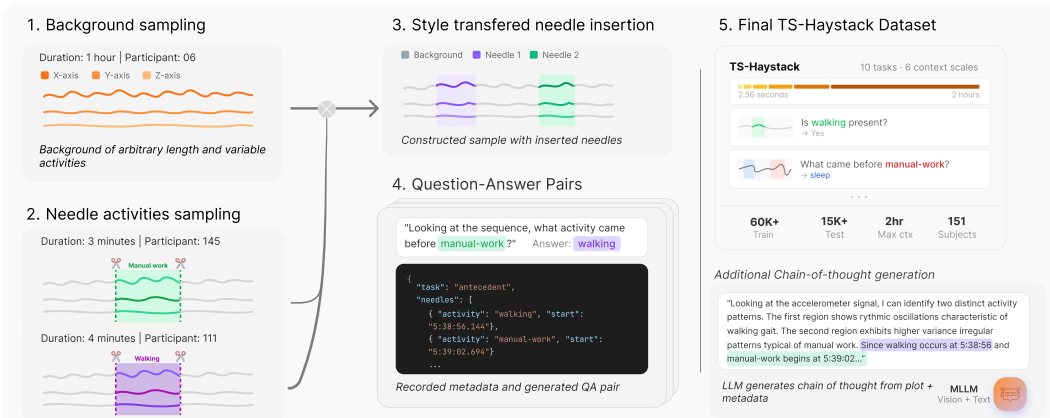 1. Background sampling
Duration: 1 hour | Participant: 06
X-axis
Y-axis
Z-axis
Background of arbitrary length and variable
activities
2. Needle activities sampling
Duration: 3 minutes | Participant: 145
Manual work
Duration: 4 minutes | Participant: 111
Walking
3. Style transfered needle insertion
Background
Needle 1
Needle 2
Constructed sample with inserted needles
4. Question-Answer Pairs
"Looking at the sequence, what activity came
before manual-work ?" Answer: walking
{
"task": "antecedent",
"needles": [
{ "activity": "walking", "start":
"5:38:56.144"},
{ "activity": "manual-work", "start":
"5:39:02.694"}
...
Recorded metadata and generated QA pair
5. Final TS-Haystack Dataset
TS-Haystack
10 tasks · 6 context scales
2.56 seconds
2 hours
Is walking present?
→ Yes
What came before manual-work?
→ sleep
...
60K+ 15K+ 2hr 151
Train Test Max ctx Subjects
Additional Chain-of-thought generation
"Looking at the accelerometer signal, I can identify two distinct activity
patterns. The first region shows rythmic oscillations characteristic of
walking gait. The second region exhibits higher variance irregular
patterns typical of manual work. Since walking occurs at 5:38:56 and
manual-work begins at 5:39:02..."
LLM generates chain of thought from plot +
metadata
MLLM
Vision + Text